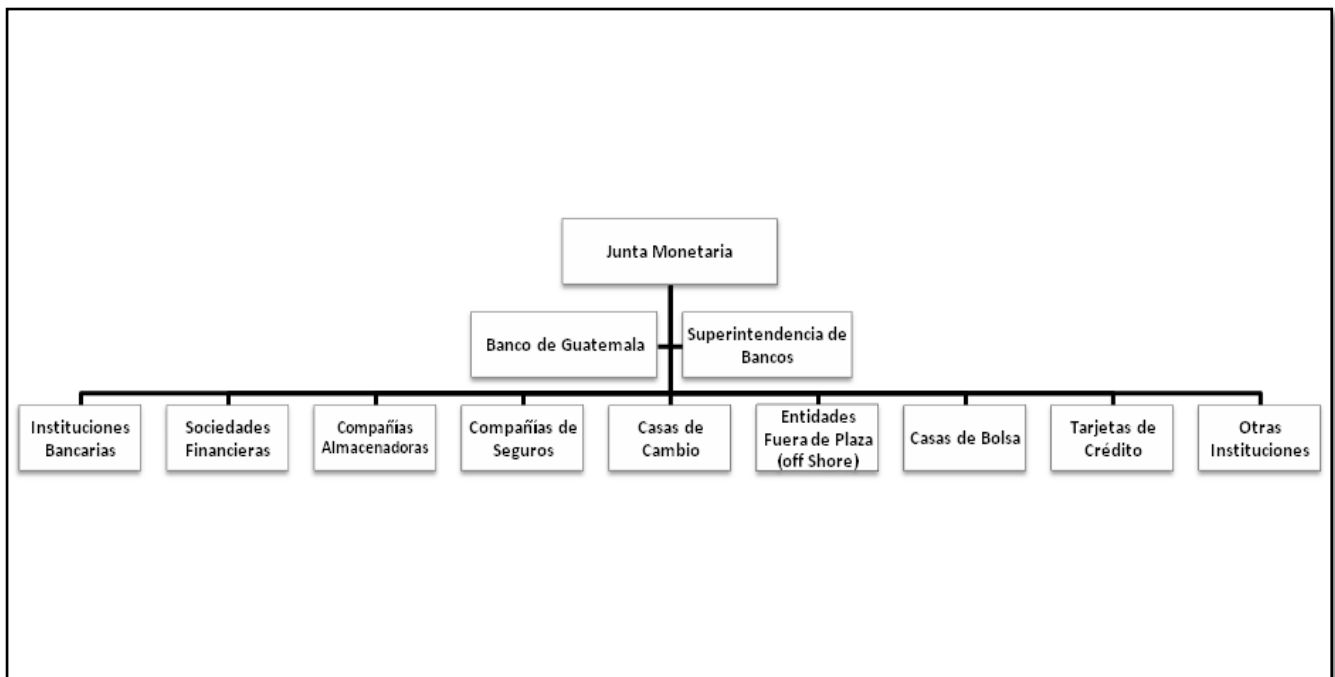 Junta Monetaria
Banco de Guatemala
Superintendencia de
Bancos
Instituciones
Bancarias
Sociedades
Financieras
Compañías
Almacenadoras
Compañías de
Seguros
Casas de
Cambio
Entidades
Fuera de Plaza
(off Shore)
Casas de Bolsa
Tarjetas de
Crédito
Otras
Instituciones